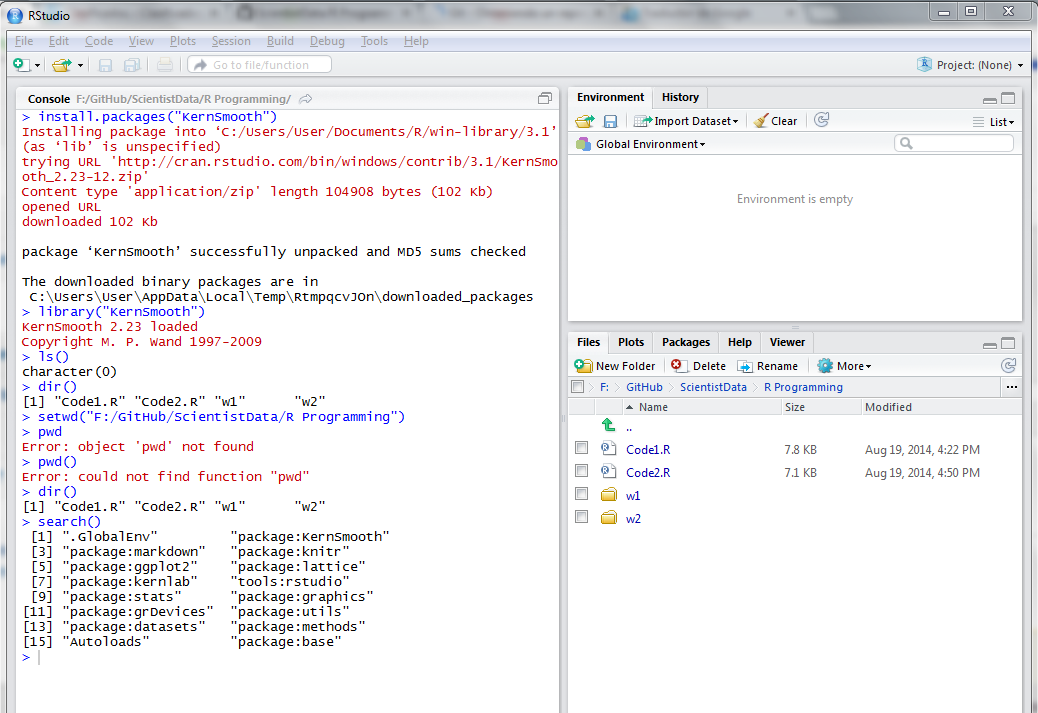 RStudio
File Edit Code View Plots Session Build Debug Tools Help
Go to file/function
Project: (None)
Console F:/GitHub/ScientistData/R Programming/
> install.packages("KernSmooth")
Installing package into ‘C:/Users/User/Documents/R/win-library/3.1’
(as ‘lib’ is unspecified)
trying URL 'http://cran.rstudio.com/bin/windows/contrib/3.1/KernSmo
oth_2.23-12.zip'
Content type 'application/zip' length 104908 bytes (102 Kb)
opened URL
downloaded 102 Kb
package ‘KernSmooth’ successfully unpacked and MD5 sums checked
The downloaded binary packages are in
C:\Users\User\AppData\Local\Temp\RtmpqcvJOn\downloaded_packages
> library("KernSmooth")
KernSmooth 2.23 loaded
Copyright M. P. Wand 1997-2009
> ls()
character(0)
> dir()
[1] "Code1.R" "Code2.R" "w1"      "w2"
> setwd("F:/GitHub/ScientistData/R Programming")
> pwd
Error: object 'pwd' not found
> pwd()
Error: could not find function "pwd"
> dir()
[1] "Code1.R" "Code2.R" "w1"      "w2"
> search()
[1] ".GlobalEnv"         "package:KernSmooth"
[3] "package:markdown"   "package:knitr"
[5] "package:ggplot2"    "package:lattice"
[7] "package:kernlab"    "tools:rstudio"
[9] "package:stats"      "package:graphics"
[11] "package:grDevices"  "package:utils"
[13] "package:datasets"   "package:methods"
[15] "Autoloads"          "package:base"
>
Environment History
Import Dataset Clear List
Global Environment
Environment is empty
Files Plots Packages Help Viewer
New Folder Delete Rename More
F: GitHub ScientistData R Programming ...
Name Size Modified
..
Code1.R 7.8 KB Aug 19, 2014, 4:22 PM
Code2.R 7.1 KB Aug 19, 2014, 4:50 PM
w1
w2